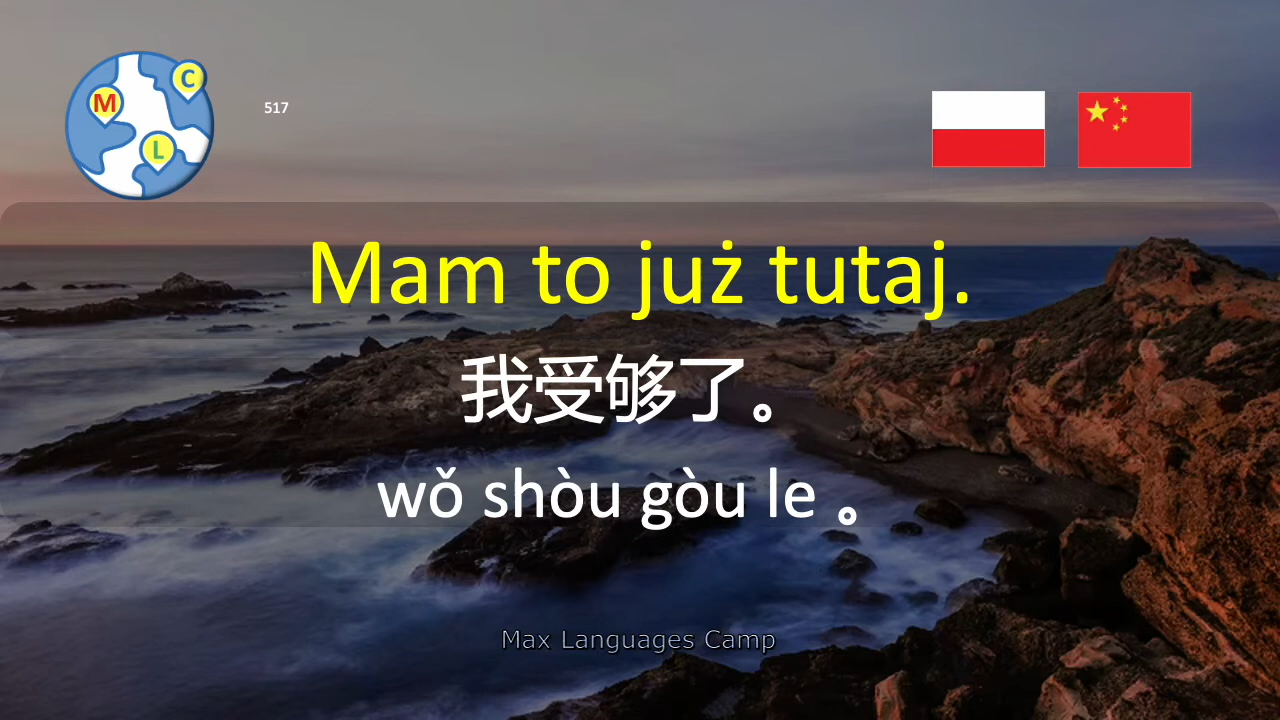 M C L
517
Mam to już tutaj.
我受够了。
wǒ shòu gòu le 。
Max Languages Camp